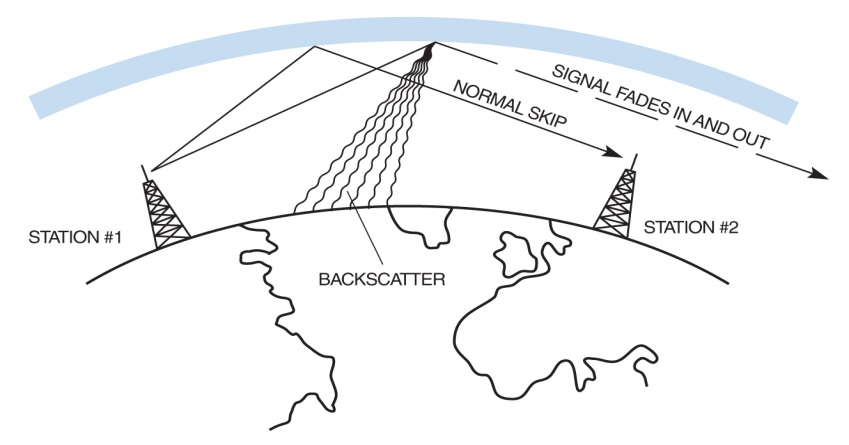 SIGNAL FADES IN AND OUT
NORMAL SKIP
STATION #1
STATION #2
BACKSCATTER